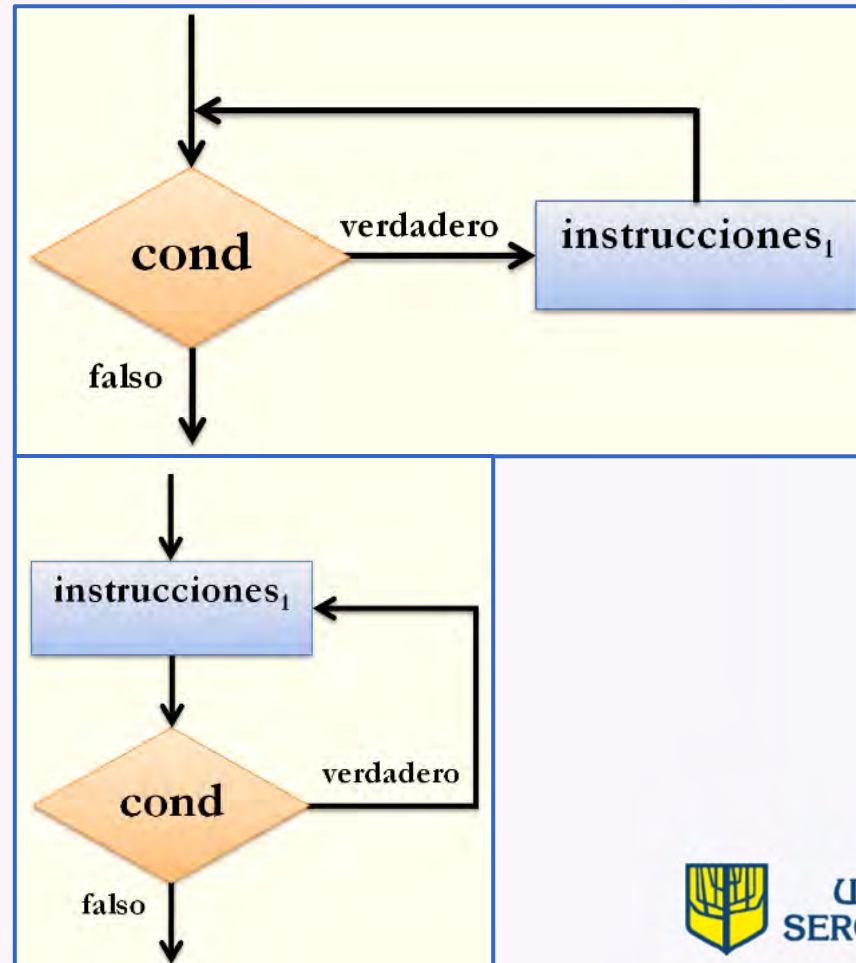 verdadero
cond
instrucciones₁
falso
instrucciones₁
cond
verdadero
falso